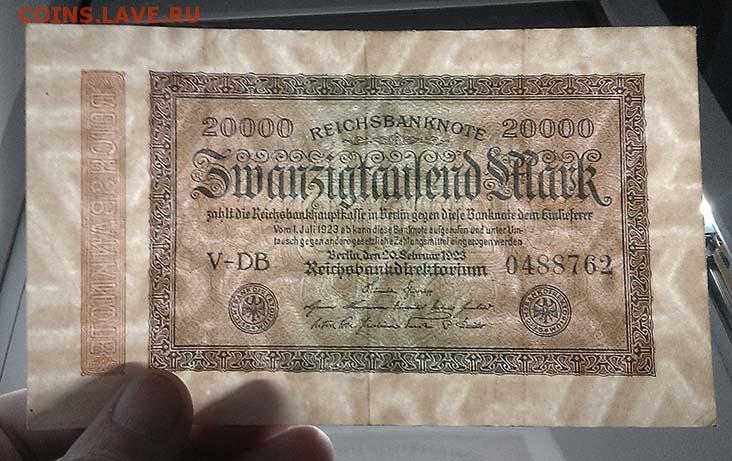 COINS.LAVE.RU
20000 REICHSBANKNOTE 20000
Zwanzigtausend Mark
zahlt die Reichsbankhauptkasse in Berlin gegen diese Banknote dem Einlieferer
Vom 1. Juli 1923 ab kann diese Banknote aufgerufen und unter Um-
tausch gegen andere gesetzliche Zahlungsmittel eingezogen werden
Berlin, den 20. Februar 1923
V-DB Reichsbankdirektorium 0488762
REICHSBANKNOTE